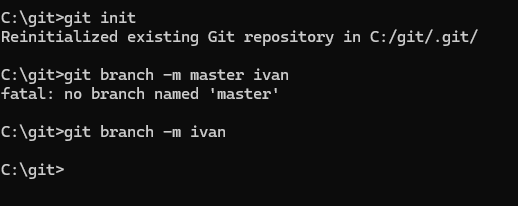 C:\git>git init
Reinitialized existing Git repository in C:/git/.git/
C:\git>git branch -m master ivan
fatal: no branch named 'master'
C:\git>git branch -m ivan
C:\git>